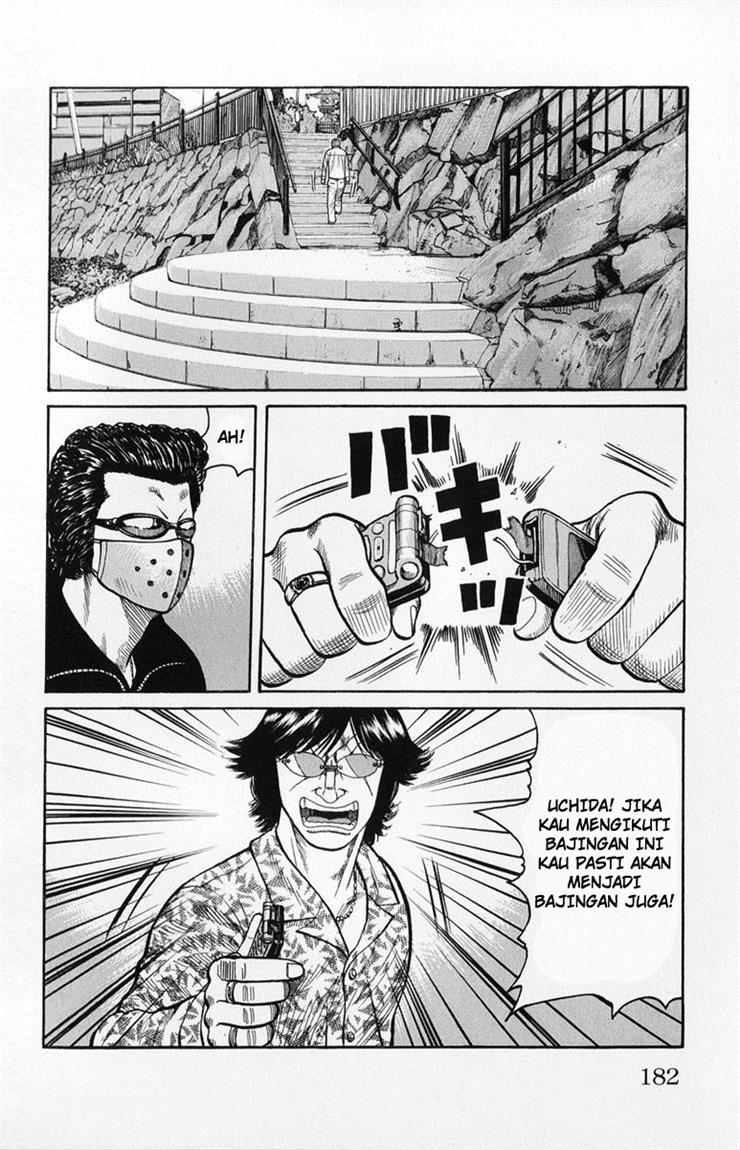 AH!
バキッ
UCHIDA! JIKA
KAU MENGIKUTI
BAJINGAN INI
KAU PASTI AKAN
MENJADI
BAJINGAN JUGA!
182